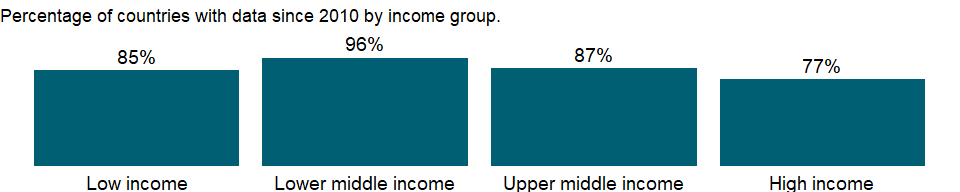 Percentage of countries with data since 2010 by income group.
85%
96%
87%
77%
Low income
Lower middle income
Upper middle income
High income